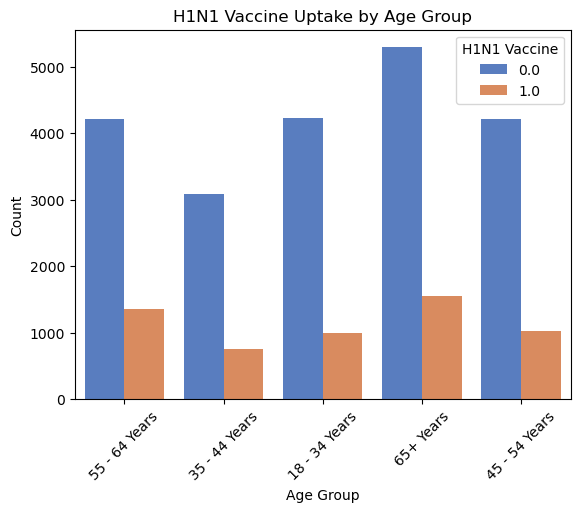 H1N1 Vaccine Uptake by Age Group
H1N1 Vaccine
0.0
1.0
Count
5000
4000
3000
2000
1000
0
55 - 64 Years
35 - 44 Years
18 - 34 Years
65+ Years
45 - 54 Years
Age Group